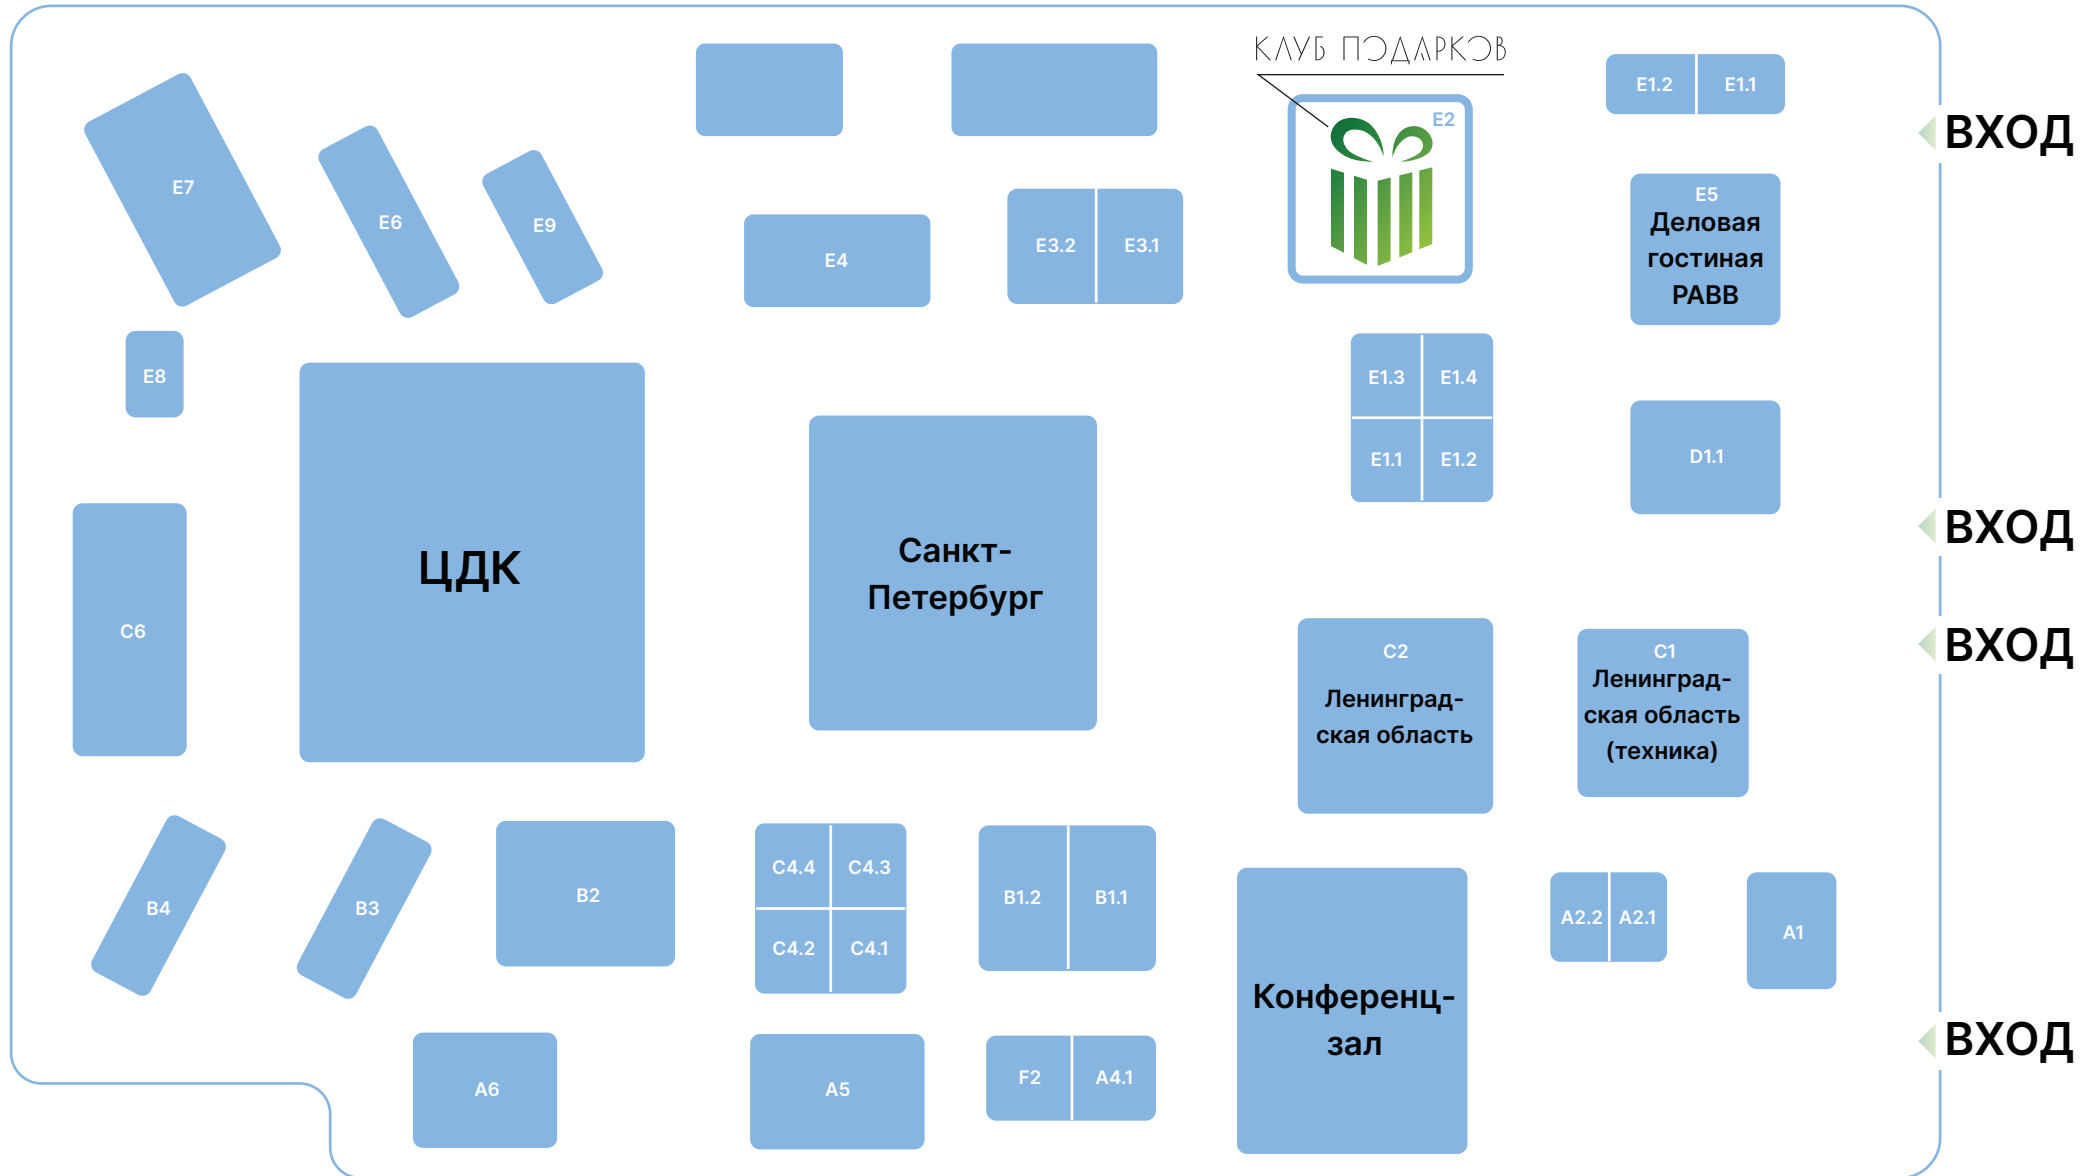 КЛУБ ПОДАРКОВ
E1.2 E1.1
ВХОД
E2
E7
E6
E9
E5
Деловая
гостиная
РАВВ
E4
E3.2 E3.1
E8
E1.3 E1.4
E1.1 E1.2
D1.1
ВХОД
ЦДК
Санкт-
Петербург
C6
ВХОД
C2
Ленинград-
ская область
C1
Ленинград-
ская область
(техника)
B4
B3
B2
C4.4 C4.3
C4.2 C4.1
B1.2 B1.1
A2.2 A2.1
A1
Конференц-
зал
ВХОД
A6
A5
F2 A4.1